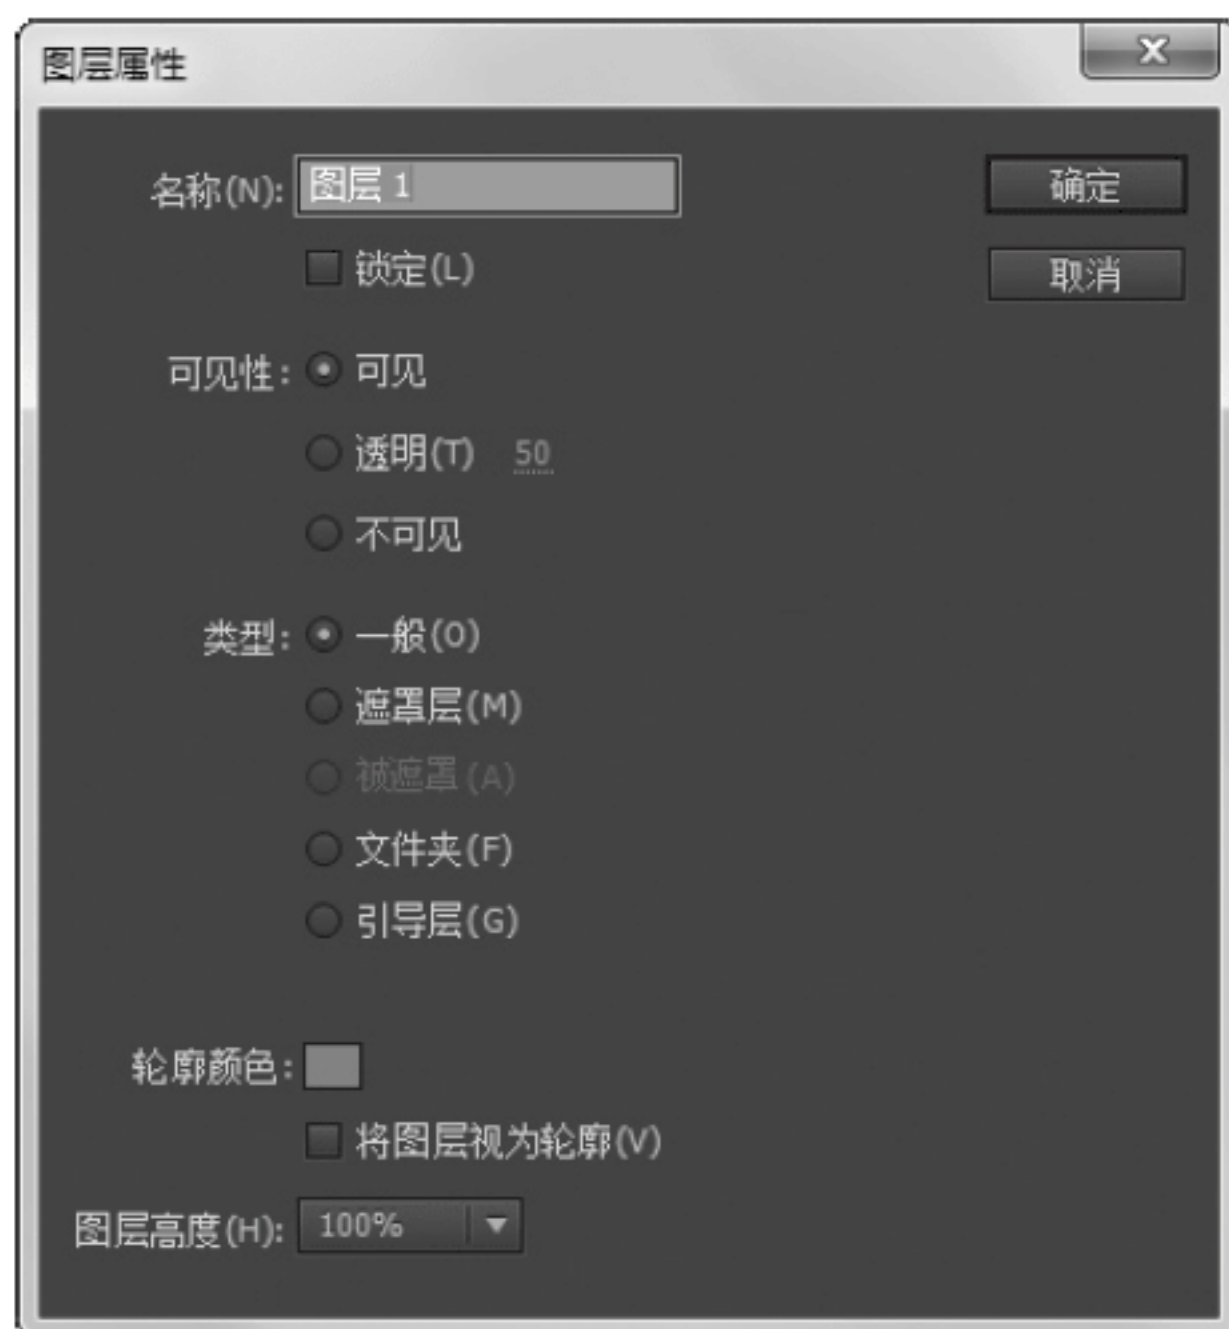 图层属性
名称(N): 图层 1 确定
锁定(L) 取消
可见性: 可见
透明(T) 50
不可见
类型: 一般(O)
遮罩层(M)
被遮罩(A)
文件夹(F)
引导层(G)
轮廓颜色:
将图层视为轮廓(V)
图层高度(H): 100%